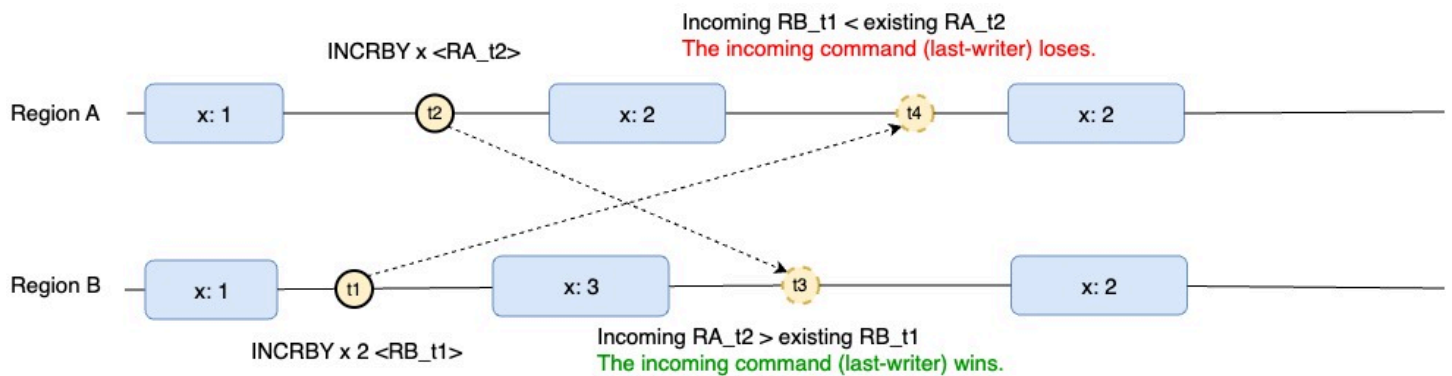 Incoming RB_t1 < existing RA_t2
The incoming command (last-writer) loses.
INCRBY x <RA_t2>
Region A
x: 1
t2
x: 2
t4
x: 2
Region B
x: 1
t1
x: 3
t3
x: 2
INCRBY x 2 <RB_t1>
Incoming RA_t2 > existing RB_t1
The incoming command (last-writer) wins.